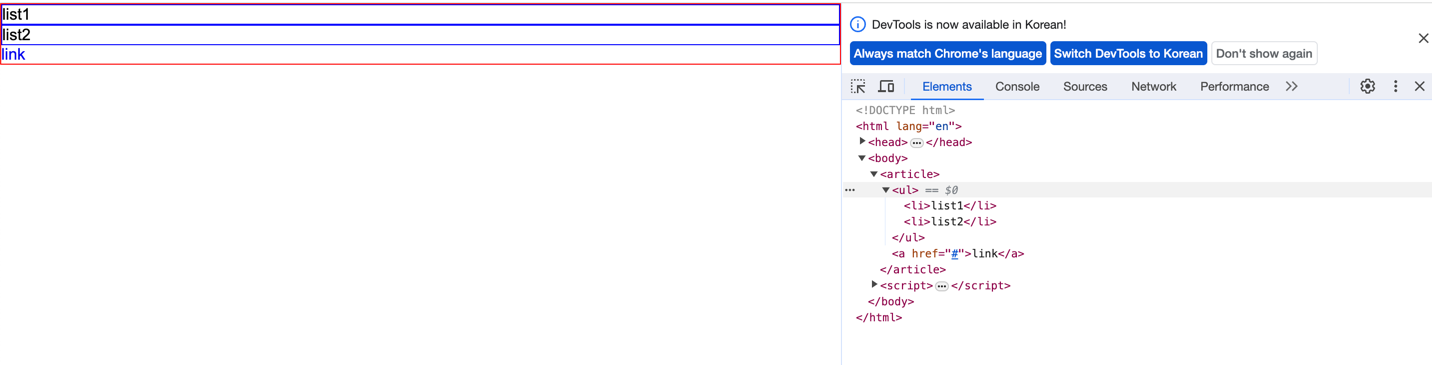 list1
list2
link
DevTools is now available in Korean!
Always match Chrome's language Switch DevTools to Korean Don't show again
Elements Console Sources Network Performance
<!DOCTYPE html>
<html lang="en">
<head> </head>
<body>
<article>
<ul> == $0
<li>list1</li>
<li>list2</li>
</ul>
<a href="#">link</a>
</article>
<script> </script>
</body>
</html>